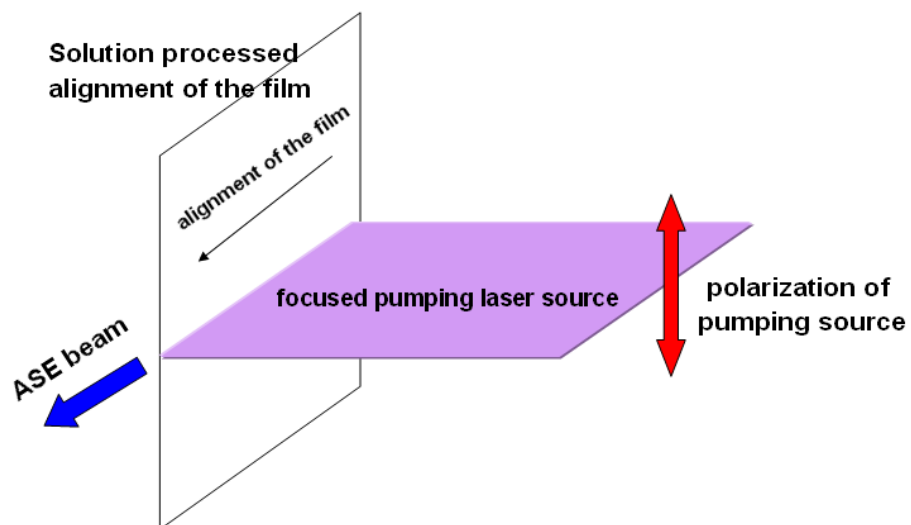 Solution processed
alignment of the film
alignment of the film
focused pumping laser source
polarization of
pumping source
ASE beam